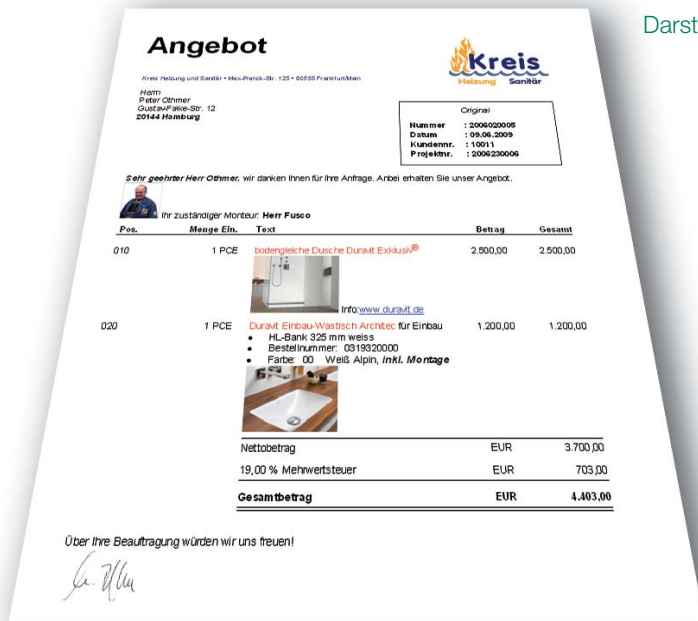 Darst
Angebot
Kreis
Heizung Sanitär
Kreis Heizung und Sanitär • Max-Planck-Str. 125 • 60555 Frankfurt/Main
Herrn
Peter Othmer
Gustav-Falke-Str. 12
20144 Hamburg
Original
Nummer : 2006020005
Datum : 09.06.2009
Kundennr. : 10011
Projektnr. : 2006230006
Sehr geehrter Herr Othmer, wir danken Ihnen für Ihre Anfrage. Anbei erhalten Sie unser Angebot.
Ihr zuständiger Monteur: Herr Fusco
Pos. Menge Ein. Text Betrag Gesamt
010 1 PCE bodengleiche Dusche Duravit Exklusiv® 2.500,00 2.500,00
Info:www.duravit.de
020 1 PCE Duravit Einbau-Wastisch Architec für Einbau 1.200,00 1.200,00
• HL-Bank 325 mm weiss
• Bestellnummer: 0319320000
• Farbe: 00 Weiß Alpin, inkl. Montage
Nettobetrag EUR 3.700,00
19,00 % Mehrwertsteuer EUR 703,00
Gesamtbetrag EUR 4.403,00
Über Ihre Beauftragung würden wir uns freuen!